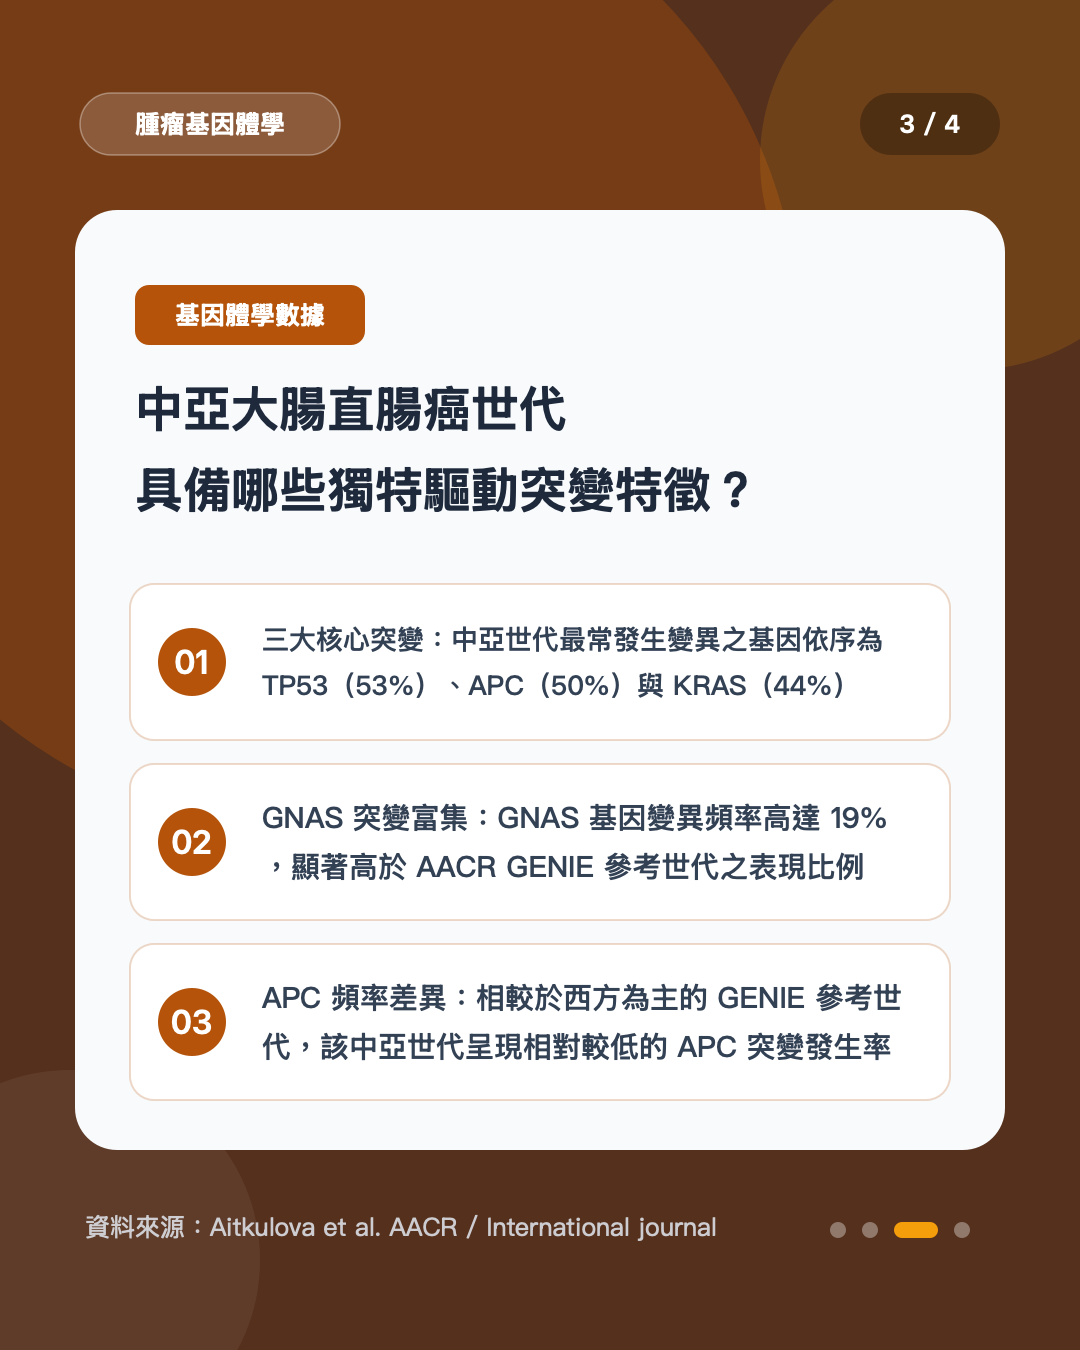 腫瘤基因體學
3 / 4
基因體學數據
中亞大腸直腸癌世代
具備哪些獨特驅動突變特徵？
01
三大核心突變：中亞世代最常發生變異之基因依序為
TP53（53%）、APC（50%）與 KRAS（44%）
02
GNAS 突變富集：GNAS 基因變異頻率高達 19%
，顯著高於 AACR GENIE 參考世代之表現比例
03
APC 頻率差異：相較於西方為主的 GENIE 參考世
代，該中亞世代呈現相對較低的 APC 突變發生率
資料來源：Aitkulova et al. AACR / International journal